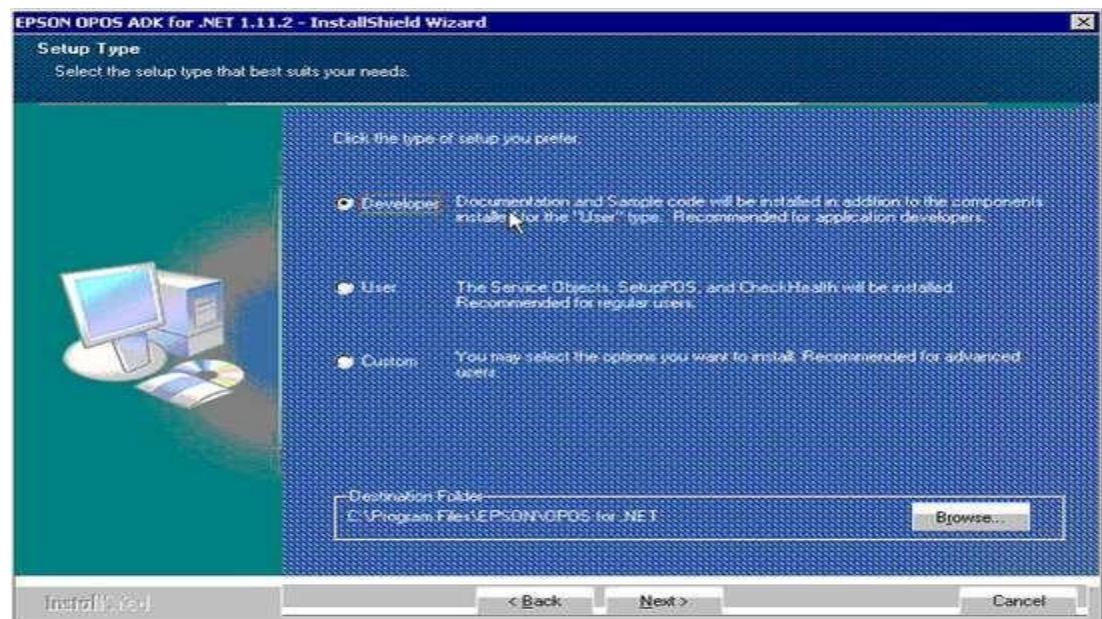 EPSON OPOS ADK for .NET 1.11.2 - InstallShield Wizard
Setup Type
Select the setup type that best suits your needs.
Click the type of setup you prefer.
Developer
Documentation and Sample code will be installed in addition to the components
installed for the "User" type. Recommended for application developers.
User
The Service Objects, SetupPOS, and CheckHealth will be installed.
Recommended for regular users.
Custom
You may select the options you want to install. Recommended for advanced
users.
Destination Folder
C:\Program Files\EPSON\OPOS for .NET
Browse...
InstallShield
< Back
Next >
Cancel